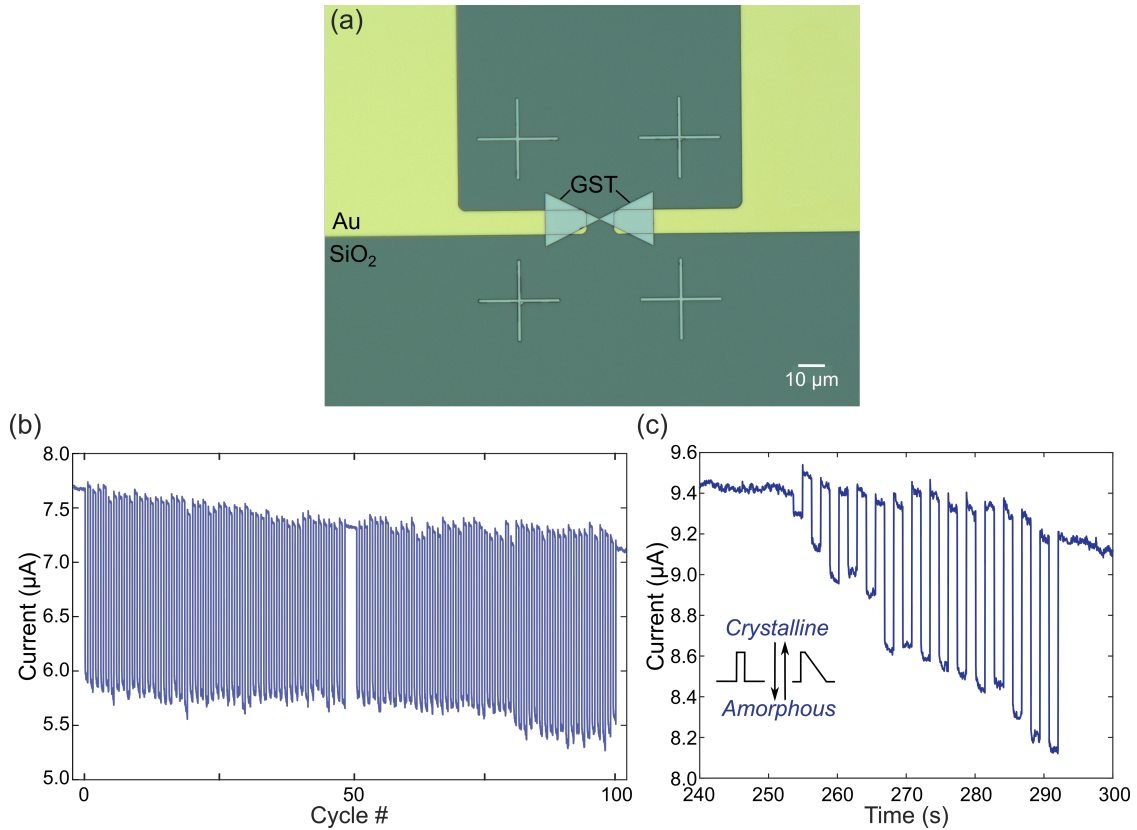 (a)
GST
Au
SiO₂
10 µm
(b)
8.0
7.5
7.0
6.5
6.0
5.5
5.0
Current (µA)
0
50
100
Cycle #
(c)
9.6
9.4
9.2
9.0
8.8
8.6
8.4
8.2
8.0
Current (µA)
Crystalline
Amorphous
240
250
260
270
280
290
300
Time (s)